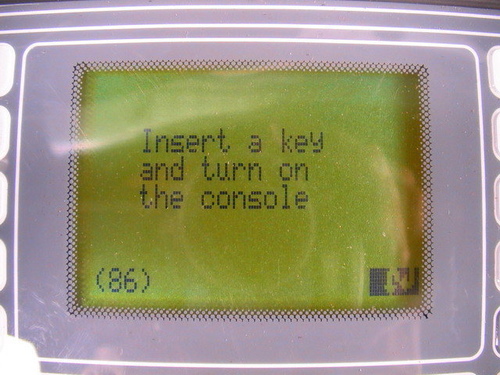 Insert a key
and turn on
the console
(86)